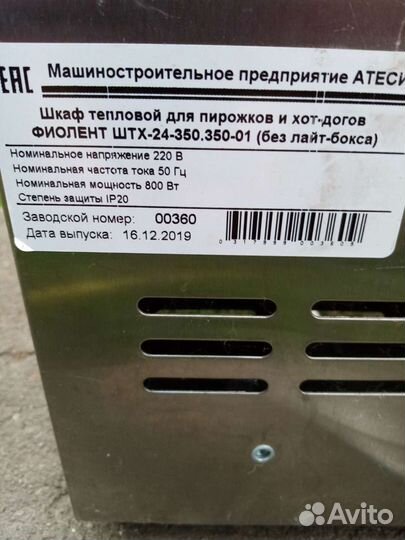 EAC Машиностроительное предприятие АТЕСИ
Шкаф тепловой для пирожков и хот-догов
ФИОЛЕНТ ШТХ-24-350.350-01 (без лайт-бокса)
Номинальное напряжение 220 В
Номинальная частота тока 50 Гц
Номинальная мощность 800 Вт
Степень защиты IP20
Заводской номер: 00360
Дата выпуска: 16.12.2019
Avito